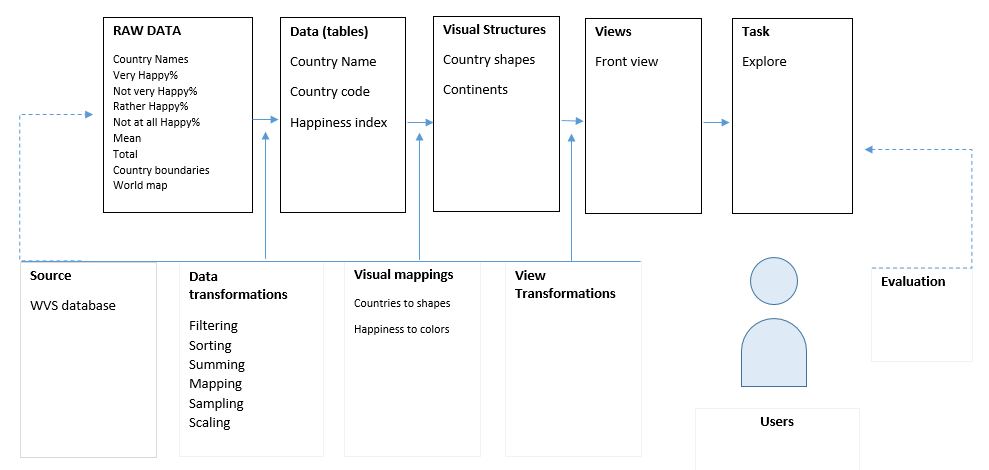 RAW DATA
Country Names
Very Happy%
Not very Happy%
Rather Happy%
Not at all Happy%
Mean
Total
Country boundaries
World map
Data (tables)
Country Name
Country code
Happiness index
Visual Structures
Country shapes
Continents
Views
Front view
Task
Explore
Source
WVS database
Data
transformations
Filtering
Sorting
Summing
Mapping
Sampling
Scaling
Visual mappings
Countries to shapes
Happiness to colors
View
Transformations
Users
Evaluation